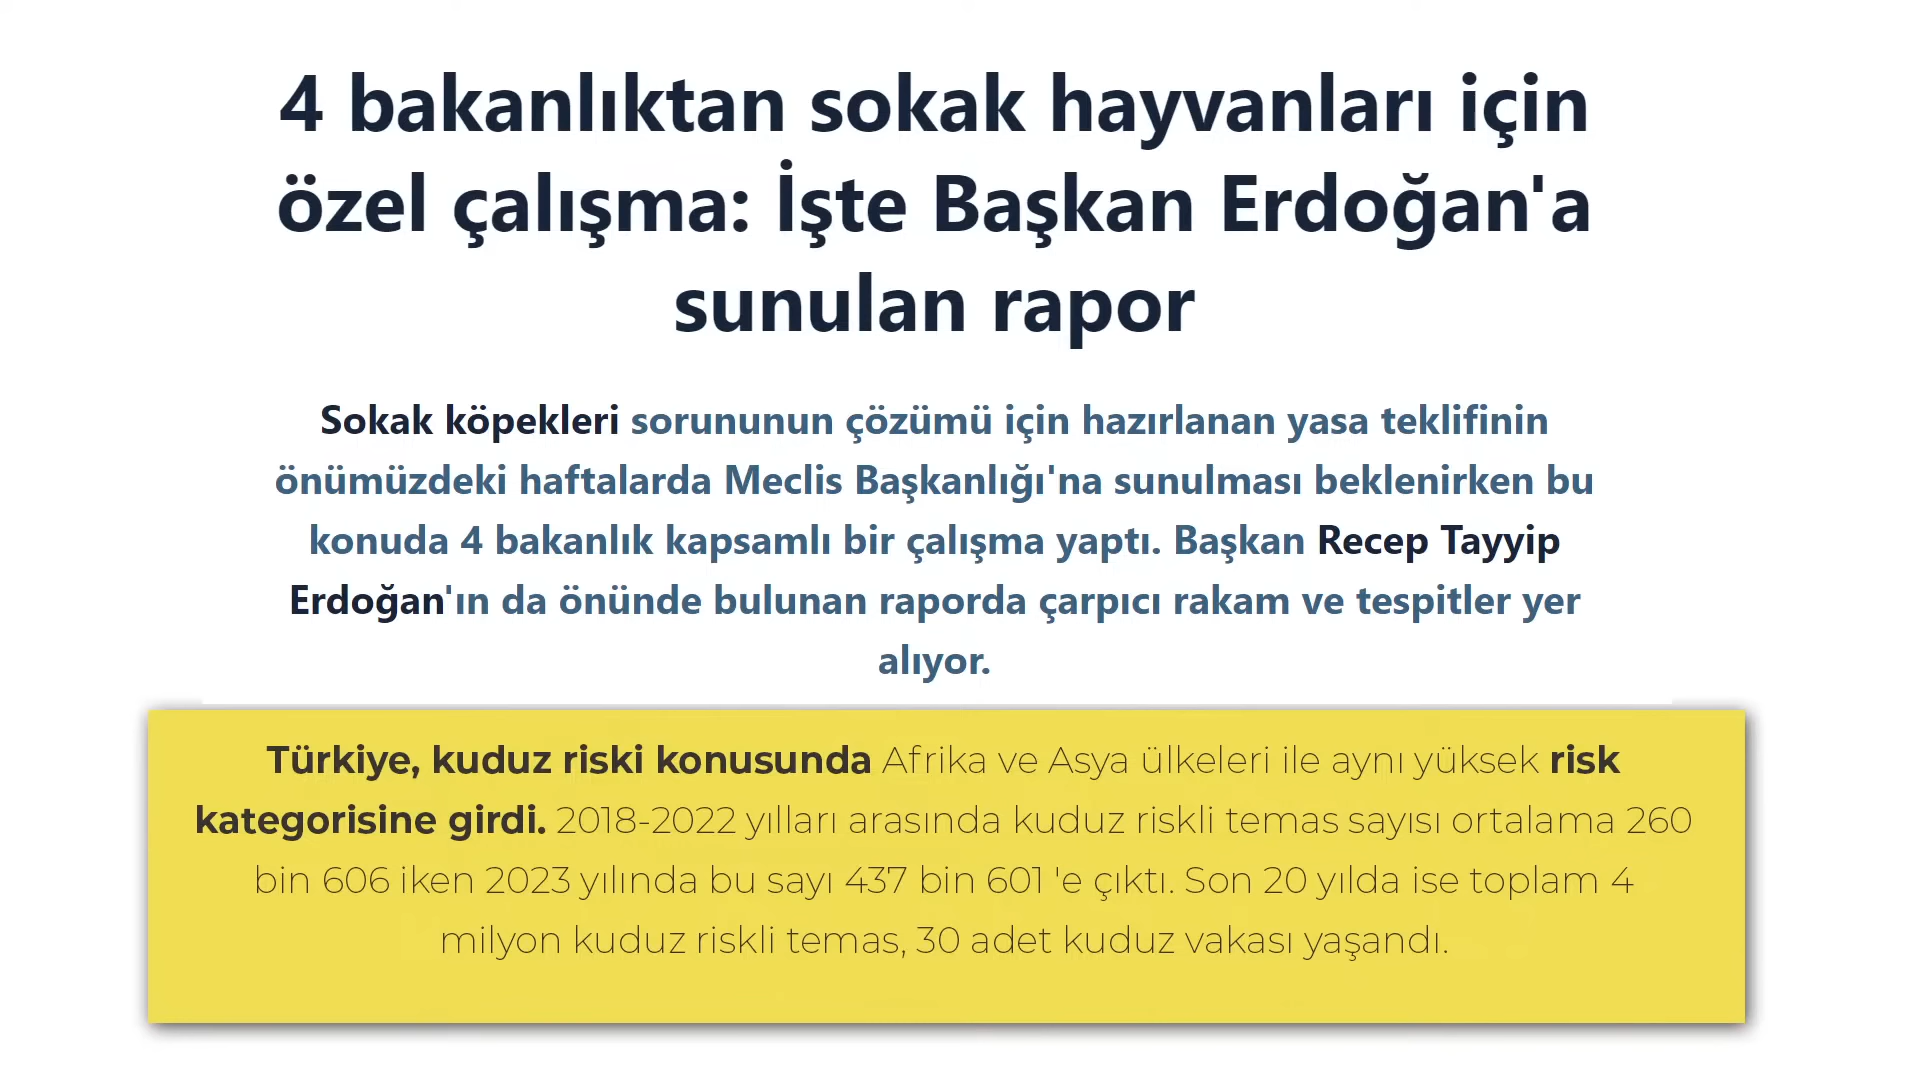 4 bakanlıktan sokak hayvanları için
özel çalışma: İşte Başkan Erdoğan'a
sunulan rapor
Sokak köpekleri sorununun çözümü için hazırlanan yasa teklifinin
önümüzdeki haftalarda Meclis Başkanlığı'na sunulması beklenirken bu
konuda 4 bakanlık kapsamlı bir çalışma yaptı. Başkan Recep Tayyip
Erdoğan'ın da önünde bulunan raporda çarpıcı rakam ve tespitler yer
alıyor.
Türkiye, kuduz riski konusunda Afrika ve Asya ülkeleri ile aynı yüksek risk
kategorisine girdi. 2018-2022 yılları arasında kuduz riskli temas sayısı ortalama 260
bin 606 iken 2023 yılında bu sayı 437 bin 601 'e çıktı. Son 20 yılda ise toplam 4
milyon kuduz riskli temas, 30 adet kuduz vakası yaşandı.